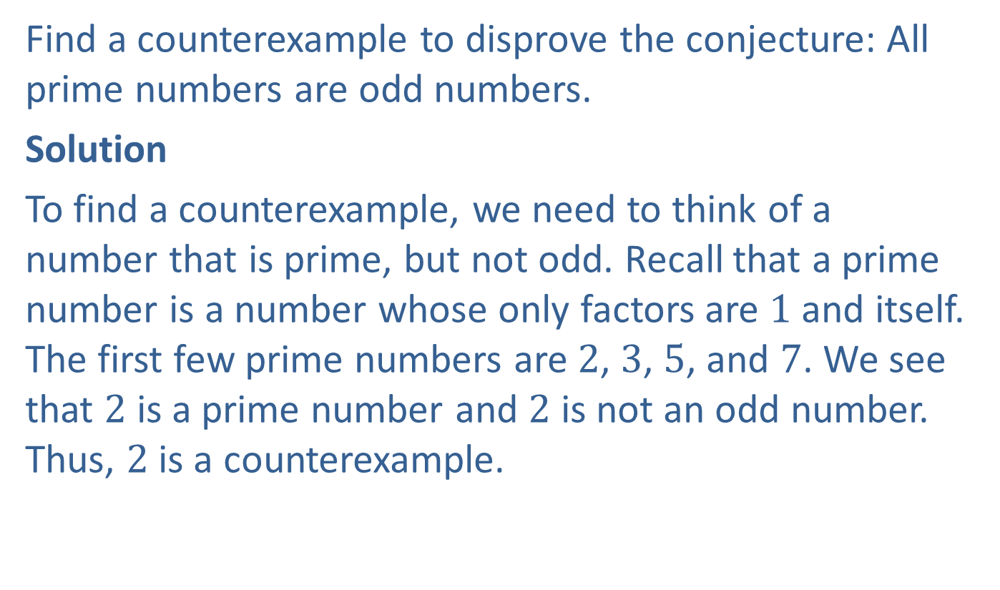 Find a counterexample to disprove the conjecture: All
prime numbers are odd numbers.
Solution
To find a counterexample, we need to think of a
number that is prime, but not odd. Recall that a prime
number is a number whose only factors are 1 and itself.
The first few prime numbers are 2, 3, 5, and 7. We see
that 2 is a prime number and 2 is not an odd number.
Thus, 2 is a counterexample.